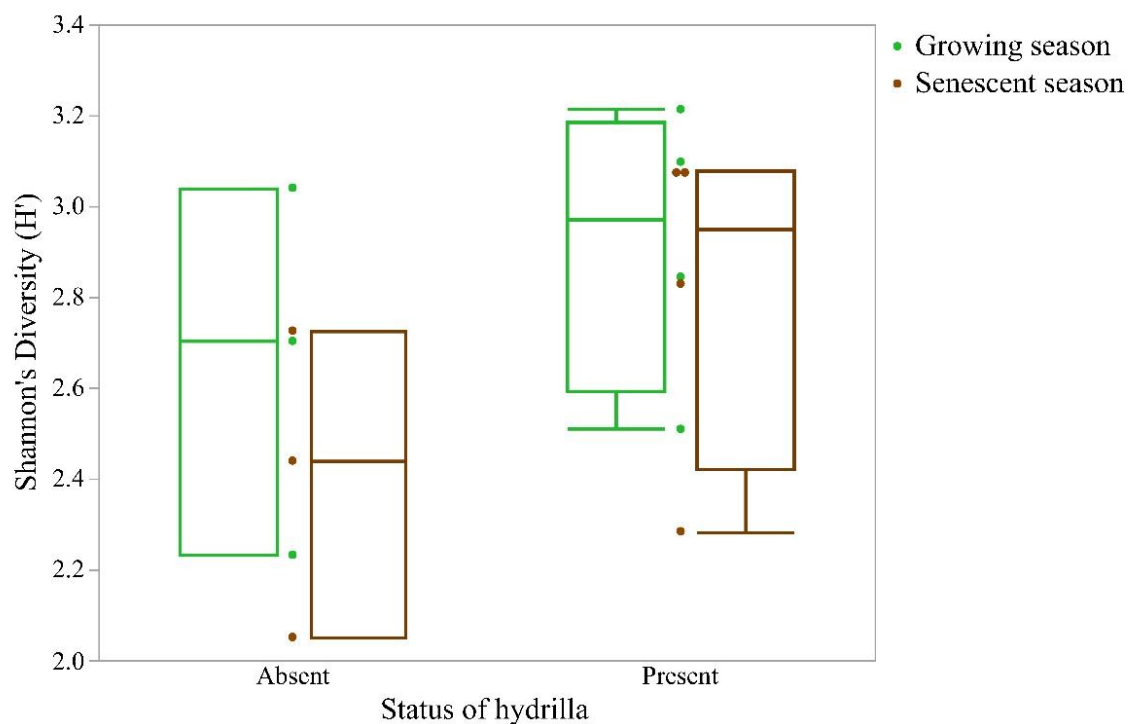 Shannon's Diversity (H')
3.4
3.2
3.0
2.8
2.6
2.4
2.2
2.0
Absent
Present
Status of hydrilla
Growing season
Senescent season